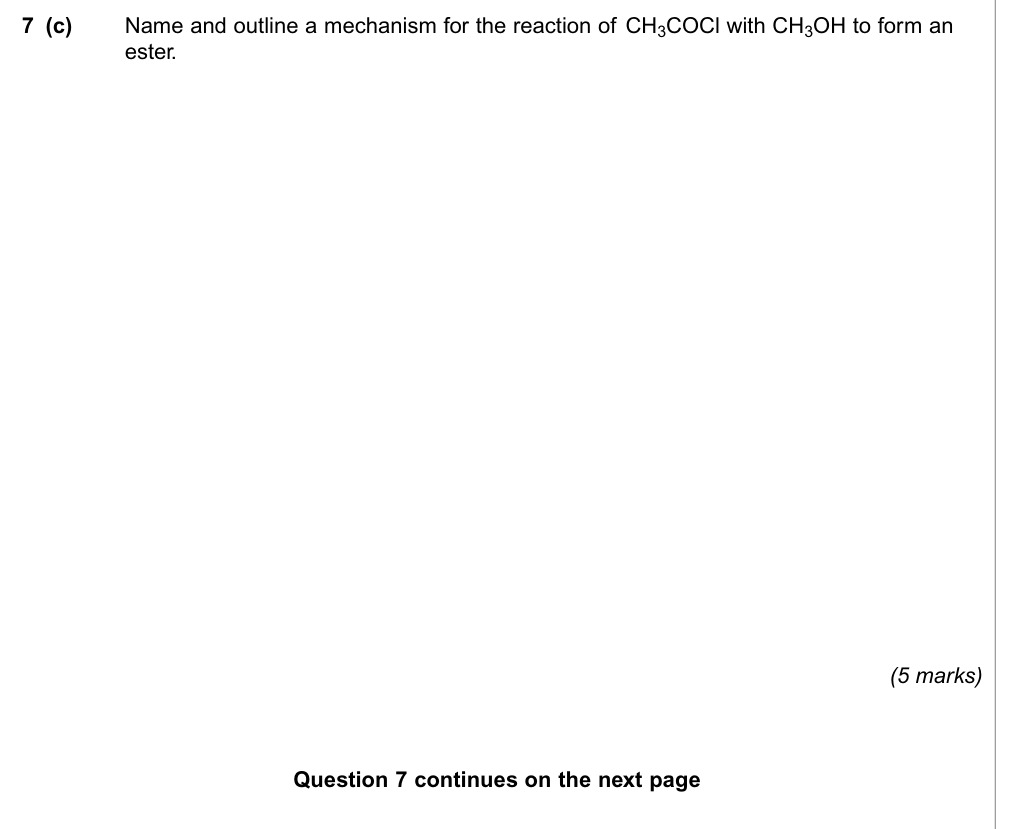 7 (c) Name and outline a mechanism for the reaction of CH₃COCl with CH₃OH to form an
ester.
(5 marks)
Question 7 continues on the next page